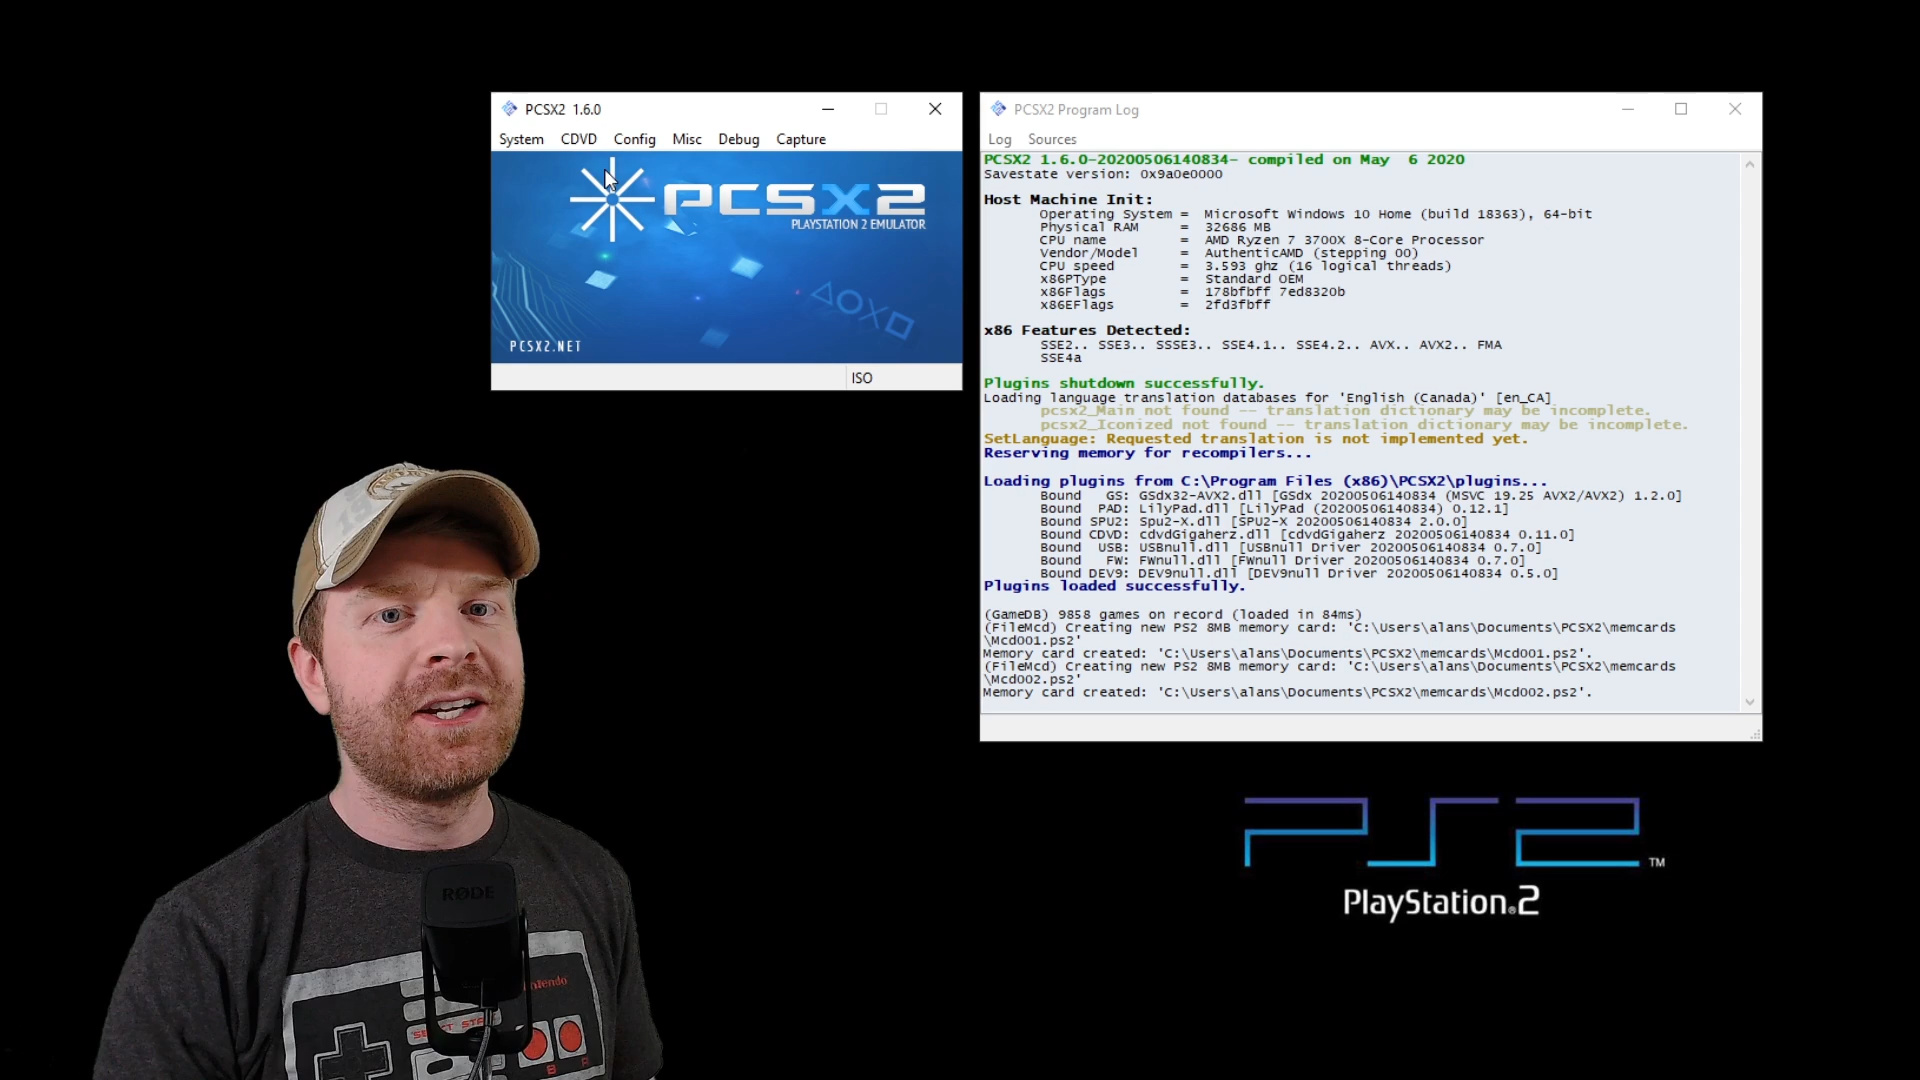 PCSX2 1.6.0
System CDVD Config Misc Debug Capture
PCSX2
PLAYSTATION 2 EMULATOR
PCSX2.NET
ISO
PCSX2 Program Log
Log Sources
PCSX2 1.6.0-20200506140834- compiled on May 6 2020
Savestate version: 0x9a0e0000
Host Machine Init:
Operating System = Microsoft Windows 10 Home (build 18363), 64-bit
Physical RAM = 32686 MB
CPU name = AMD Ryzen 7 3700X 8-Core Processor
Vendor/Model = AuthenticAMD (stepping 00)
CPU speed = 3.593 ghz (16 logical threads)
x86PType = Standard OEM
x86Flags = 178bfbff 7ed8320b
x86EFlags = 2fd3fbff
x86 Features Detected:
SSE2.. SSE3.. SSSE3.. SSE4.1.. SSE4.2.. AVX.. AVX2.. FMA
SSE4a
Plugins shutdown successfully.
Loading language translation databases for 'English (Canada)' [en_CA]
pcsx2_Main not found -- translation dictionary may be incomplete.
pcsx2_Iconized not found -- translation dictionary may be incomplete.
SetLanguage: Requested translation is not implemented yet.
Reserving memory for recompilers...
Loading plugins from C:\Program Files (x86)\PCSX2\plugins...
Bound GS: GSdx32-AVX2.dll [GSdx 20200506140834 (MSVC 19.25 AVX2/AVX2) 1.2.0]
Bound PAD: LilyPad.dll [LilyPad (20200506140834) 0.12.1]
Bound SPU2: Spu2-X.dll [SPU2-X 20200506140834 2.0.0]
Bound CDVD: cdvdGigaherz.dll [cdvdGigaherz 20200506140834 0.11.0]
Bound USB: USBnull.dll [USBnull Driver 20200506140834 0.7.0]
Bound FW: FWnull.dll [FWnull Driver 20200506140834 0.7.0]
Bound DEV9: DEV9null.dll [DEV9null Driver 20200506140834 0.5.0]
Plugins loaded successfully.
(GameDB) 9858 games on record (loaded in 84ms)
(FileMcd) Creating new PS2 8MB memory card: 'C:\Users\alans\Documents\PCSX2\memcards
\Mcd001.ps2'
Memory card created: 'C:\Users\alans\Documents\PCSX2\memcards\Mcd001.ps2'.
(FileMcd) Creating new PS2 8MB memory card: 'C:\Users\alans\Documents\PCSX2\memcards
\Mcd002.ps2'
Memory card created: 'C:\Users\alans\Documents\PCSX2\memcards\Mcd002.ps2'.
PS2 TM
PlayStation®2
RØDE
B